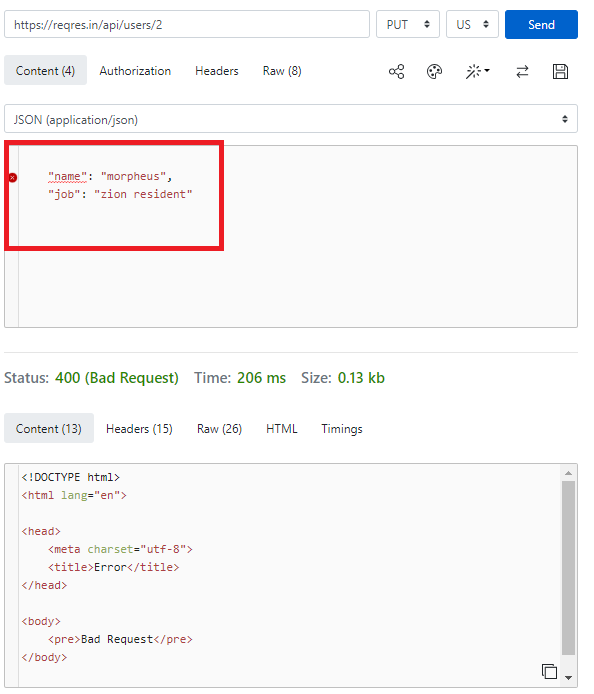 https://reqres.in/api/users/2 PUT US Send
Content (4) Authorization Headers Raw (8)
JSON (application/json)
"name": "morpheus",
"job": "zion resident"
Status: 400 (Bad Request) Time: 206 ms Size: 0.13 kb
Content (13) Headers (15) Raw (26) HTML Timings
<!DOCTYPE html>
<html lang="en">
<head>
<meta charset="utf-8">
<title>Error</title>
</head>
<body>
<pre>Bad Request</pre>
</body>